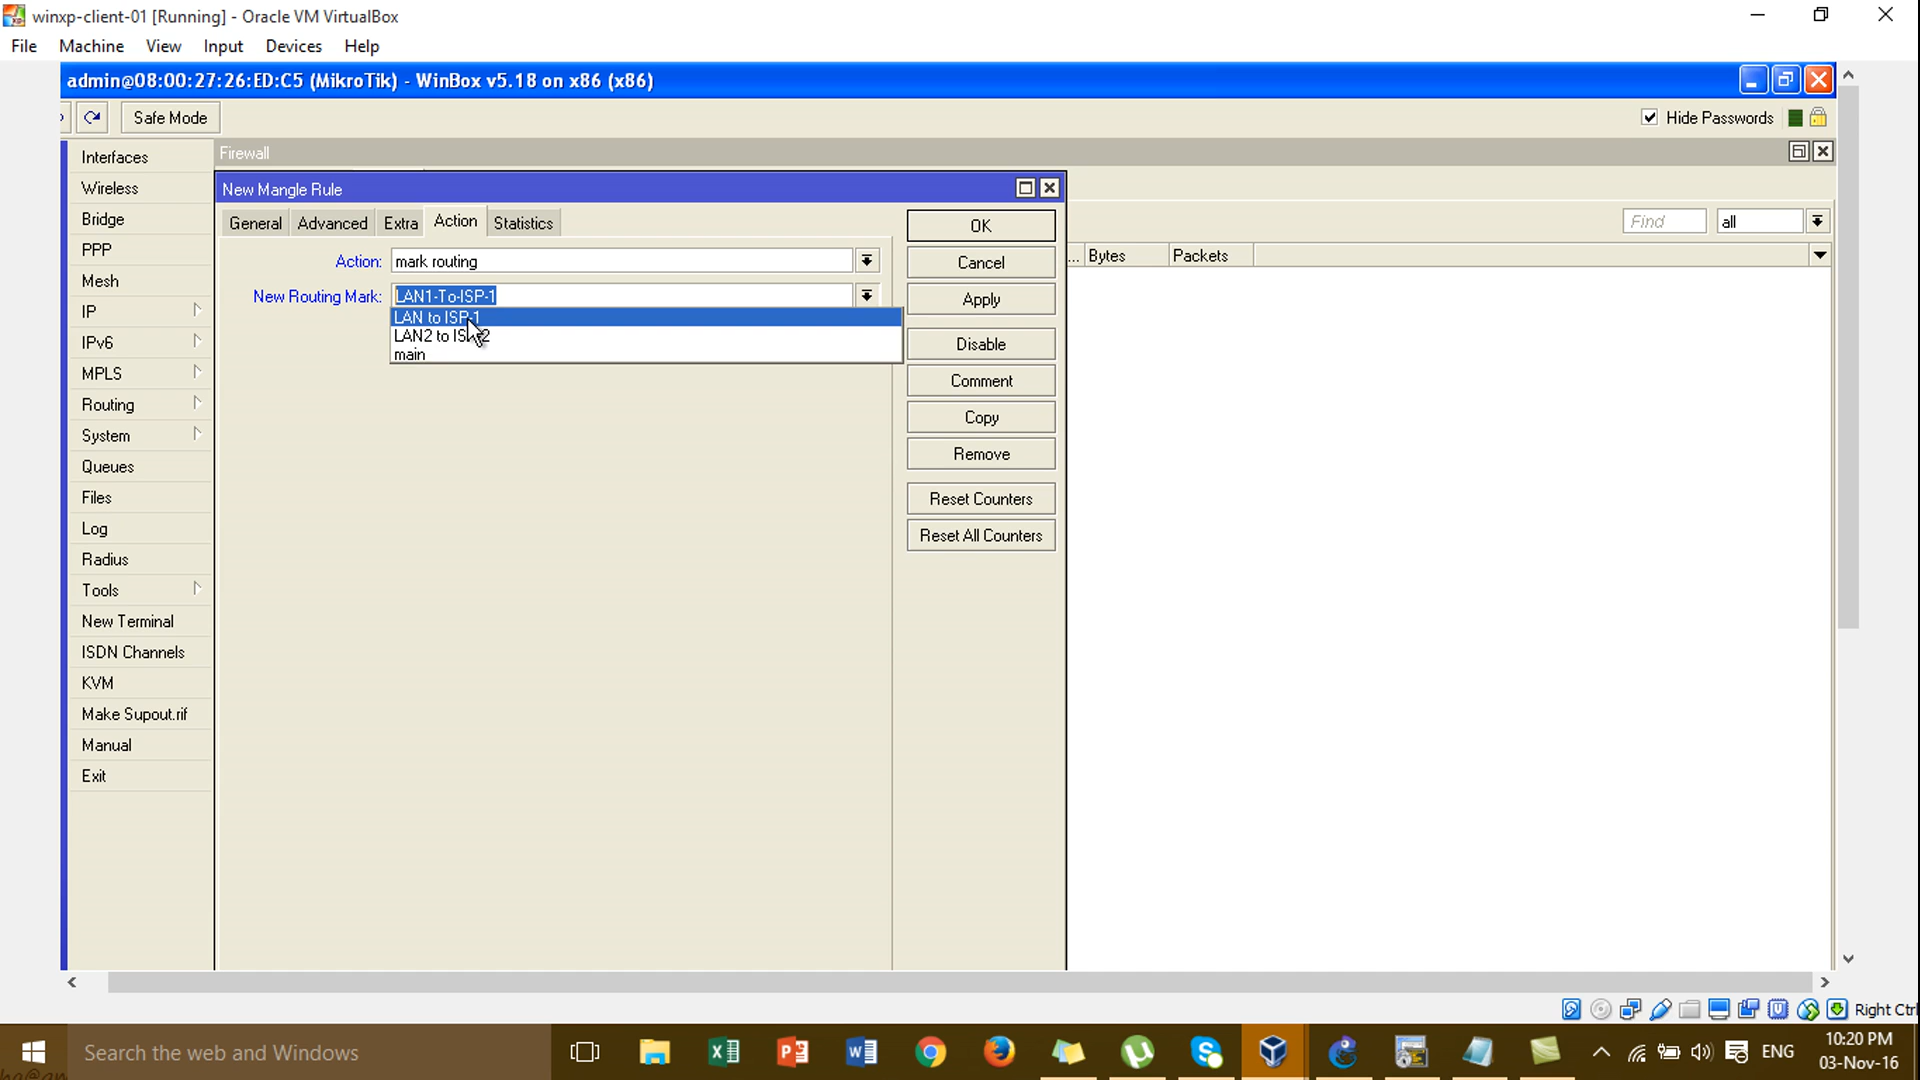 winxp-client-01 [Running] - Oracle VM VirtualBox
File Machine View Input Devices Help
admin@08:00:27:26:ED:C5 (MikroTik) - WinBox v5.18 on x86 (x86)
Safe Mode
Hide Passwords
Interfaces
Wireless
Bridge
PPP
Mesh
IP
IPv6
MPLS
Routing
System
Queues
Files
Log
Radius
Tools
New Terminal
ISDN Channels
KVM
Make Supout.rif
Manual
Exit
Firewall
New Mangle Rule
General Advanced Extra Action Statistics
Action: mark routing
New Routing Mark: LAN1-To-ISP-1
LAN to ISP-1
LAN2 to
main
OK
Cancel
Apply
Disable
Comment
Copy
Remove
Reset Counters
Reset All Counters
Find
all
... Bytes Packets
Right Ctrl
Search the web and Windows
ENG
10:20 PM
03-Nov-16